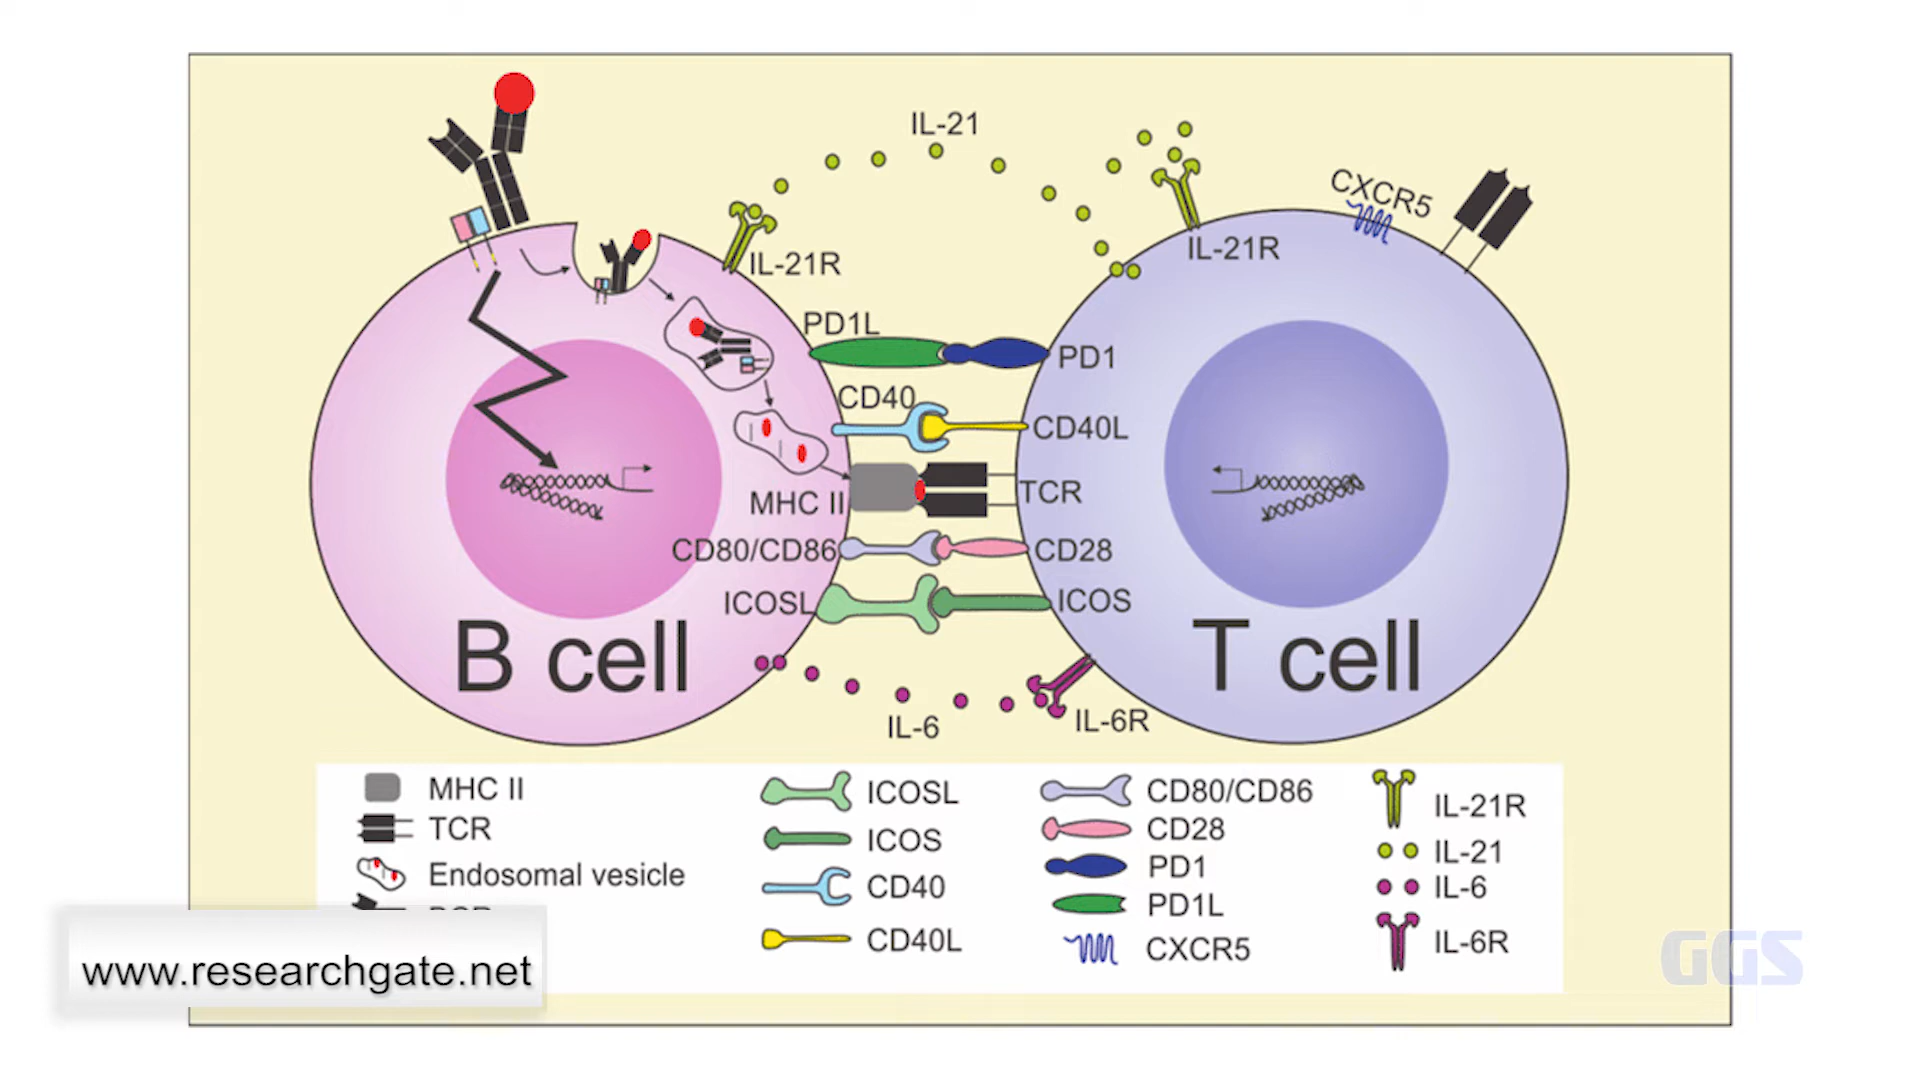 IL-21
CXCR5
IL-21R
IL-21R
PD1L
PD1
CD40
CD40L
MHC II
TCR
CD80/CD86
CD28
ICOSL
ICOS
B cell
T cell
IL-6
IL-6R
MHC II
TCR
Endosomal vesicle
ICOSL
ICOS
CD40
CD40L
CD80/CD86
CD28
PD1
PD1L
CXCR5
IL-21R
IL-21
IL-6
IL-6R
www.researchgate.net
GGS